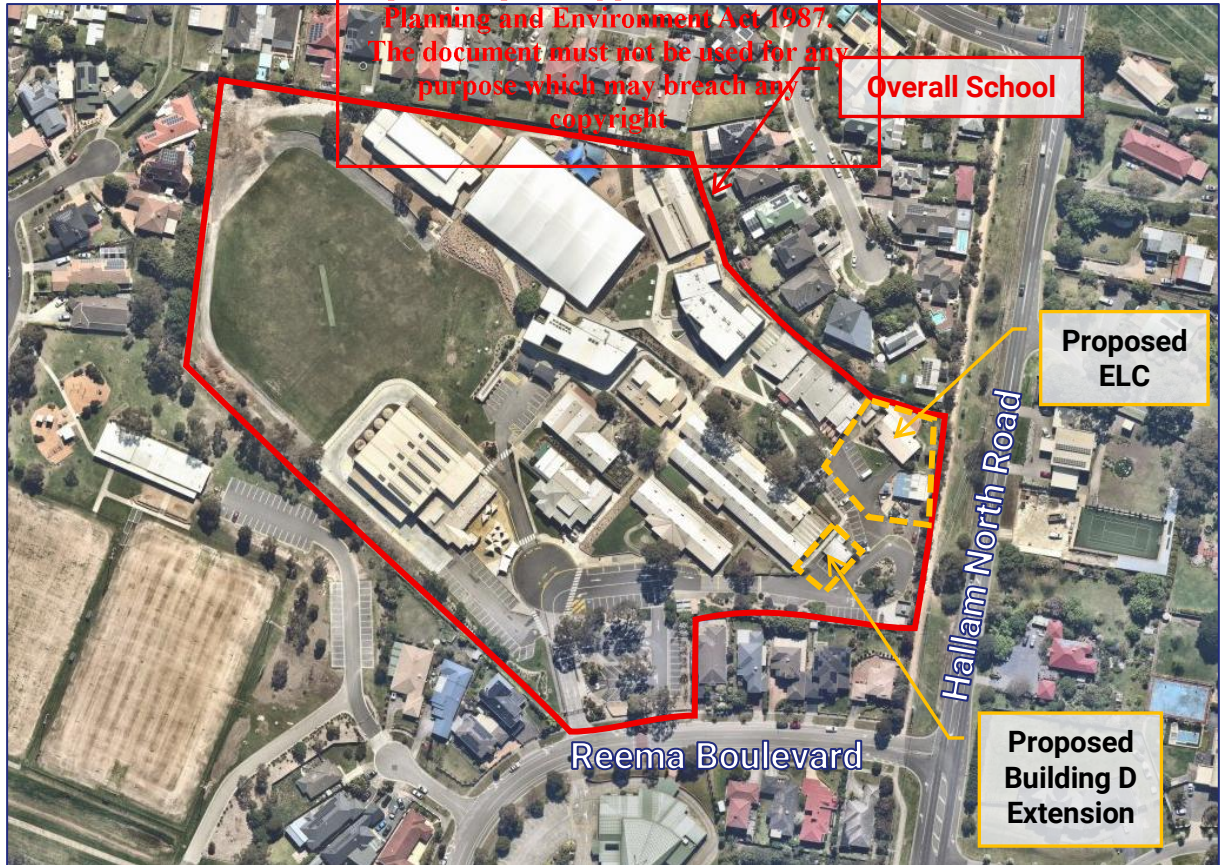 Planning and Environment Act 1987.
The document must not be used for any
purpose which may breach any
copyright
Overall School
Proposed
ELC
Hallam North Road
Reema Boulevard
Proposed
Building D
Extension